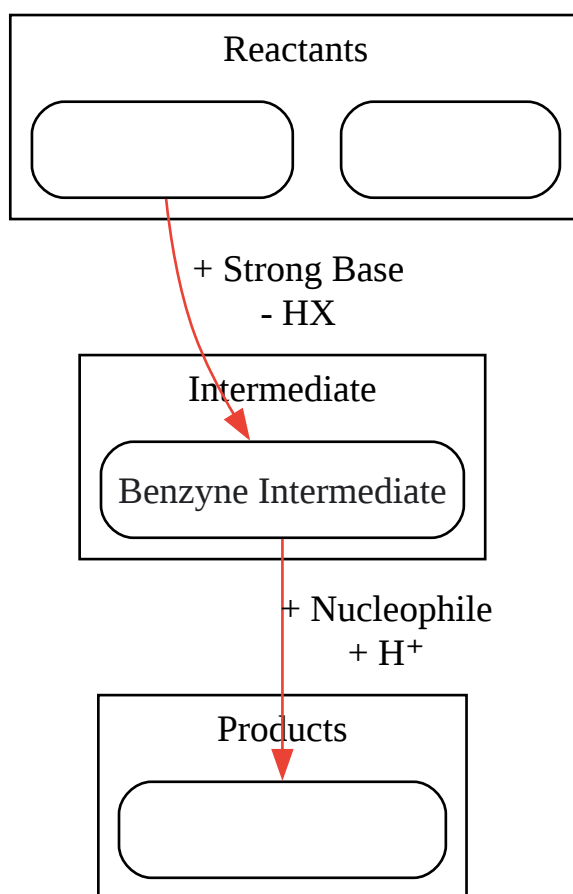 Reactants
+ Strong Base
- HX
Intermediate
Benzyne Intermediate
+ Nucleophile
+ H⁺
Products